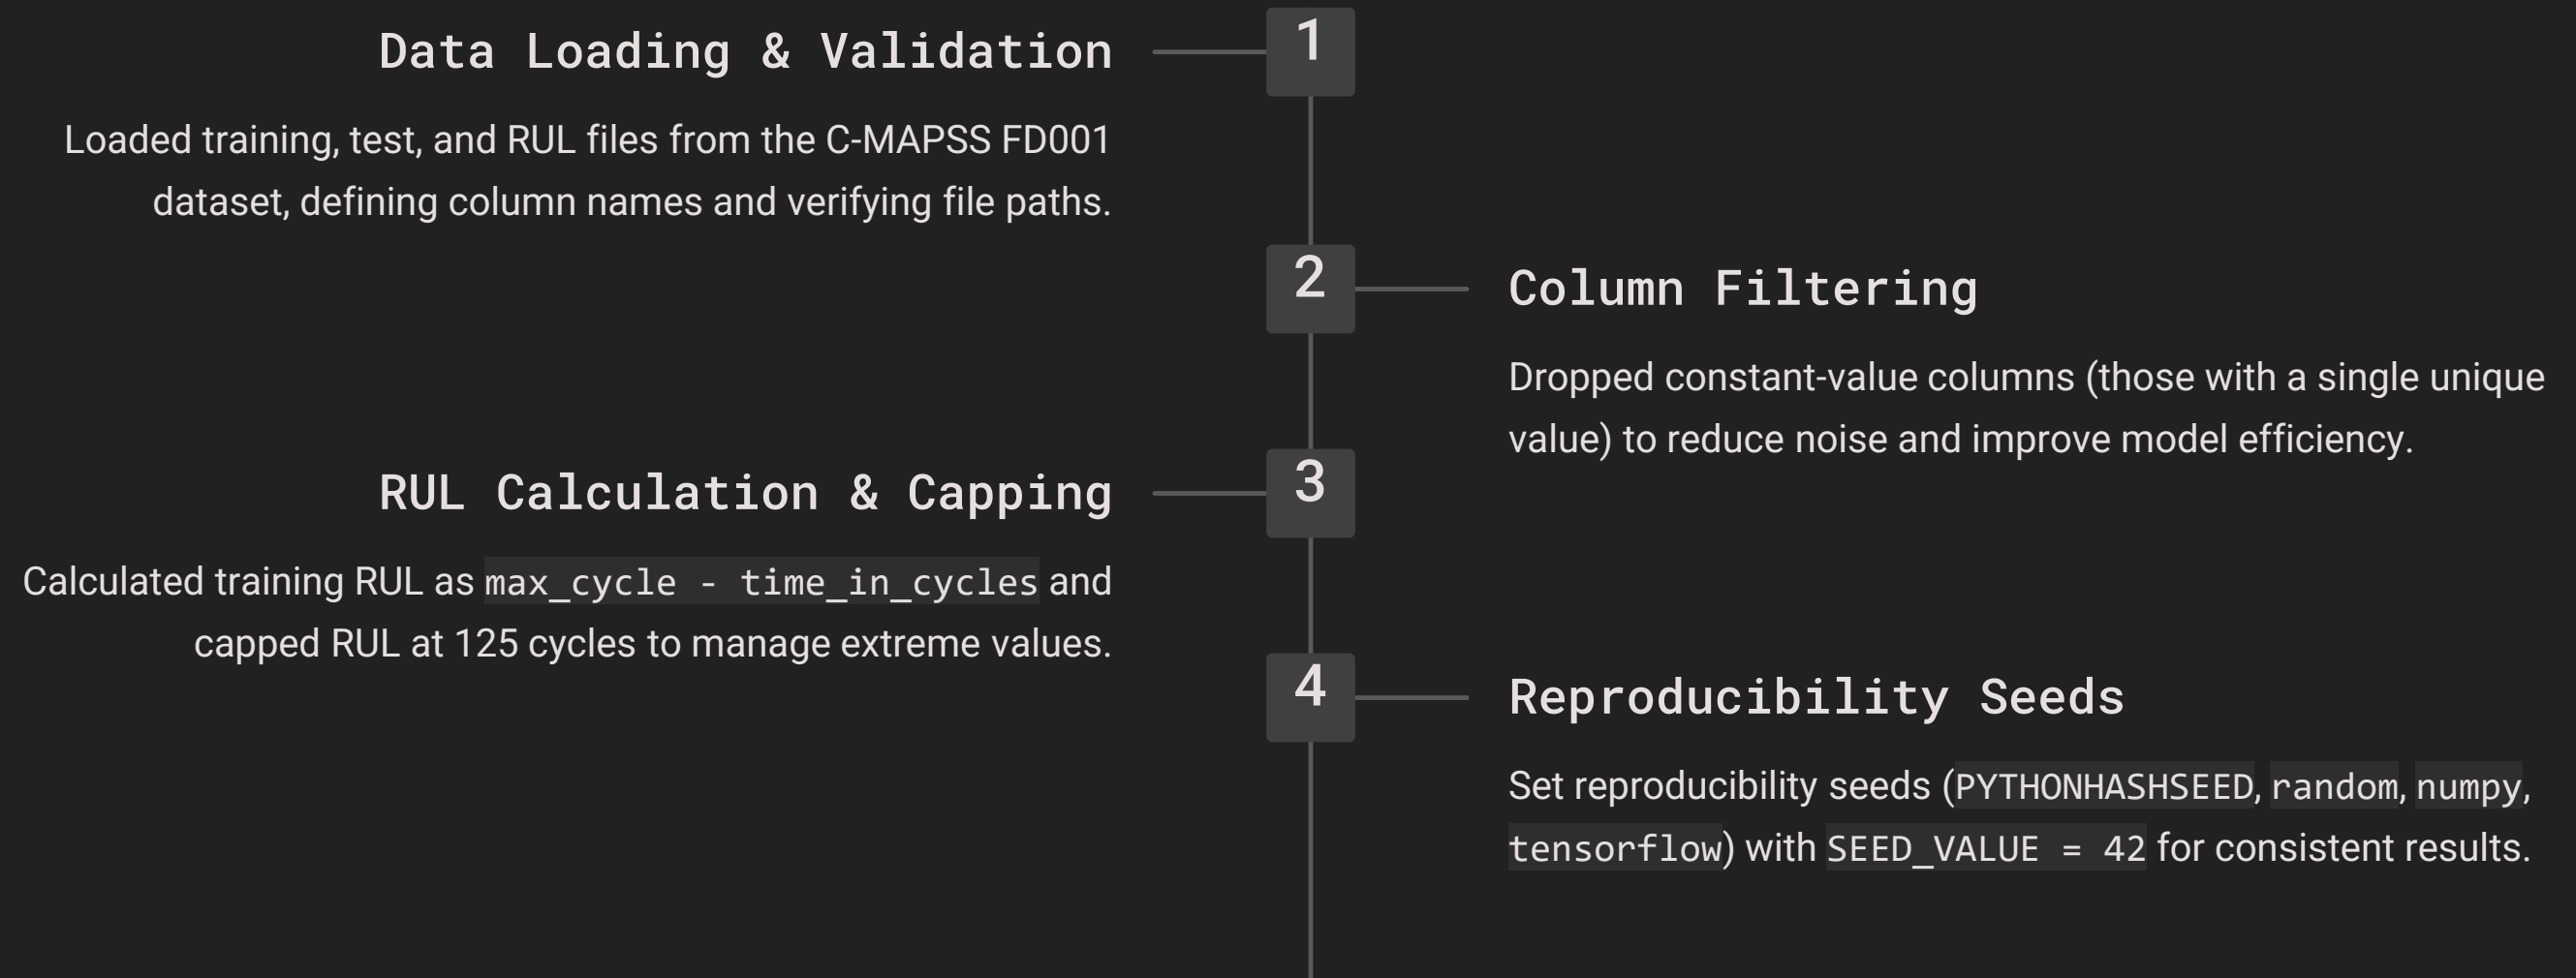 1
Data Loading & Validation
Loaded training, test, and RUL files from the C-MAPSS FD001
dataset, defining column names and verifying file paths.
2
Column Filtering
Dropped constant-value columns (those with a single unique
value) to reduce noise and improve model efficiency.
3
RUL Calculation & Capping
Calculated training RUL as max_cycle - time_in_cycles and
capped RUL at 125 cycles to manage extreme values.
4
Reproducibility Seeds
Set reproducibility seeds (PYTHONHASHSEED, random, numpy,
tensorflow) with SEED_VALUE = 42 for consistent results.